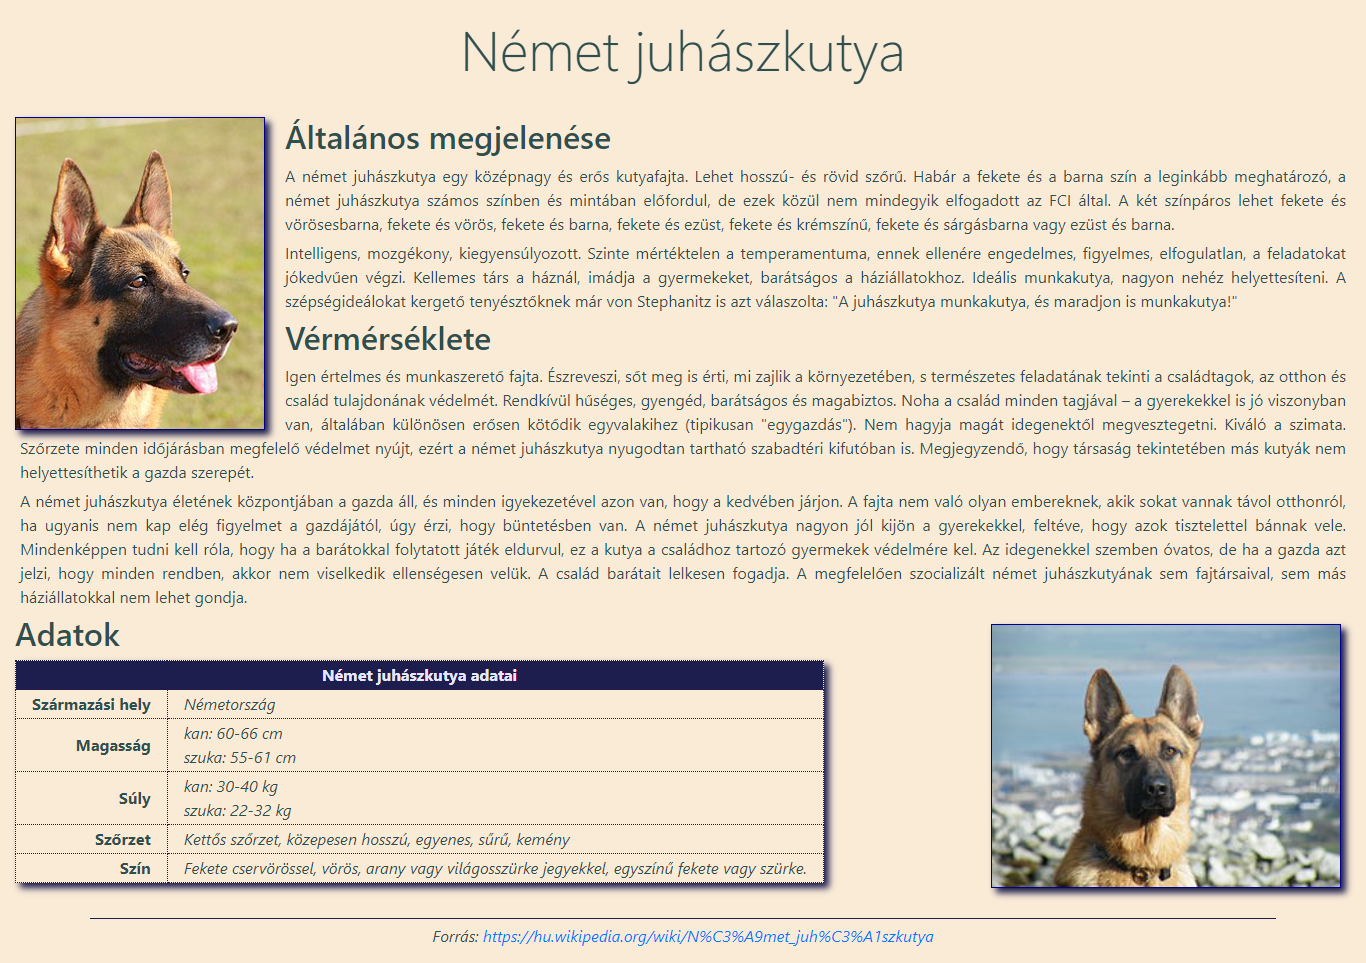 Német juhászkutya
Általános megjelenése
A német juhászkutya egy középnagy és erős kutyafajta. Lehet hosszú- és rövid szőrű. Habár a fekete és a barna szín a leginkább meghatározó, a
német juhászkutya számos színben és mintában előfordul, de ezek közül nem mindegyik elfogadott az FCI által. A két színpáros lehet fekete és
vörösesbarna, fekete és vörös, fekete és barna, fekete és ezüst, fekete és krémszínű, fekete és sárgásbarna vagy ezüst és barna.
Intelligens, mozgékony, kiegyensúlyozott. Szinte mértéktelen a temperamentuma, ennek ellenére engedelmes, figyelmes, elfogulatlan, a feladatokat
jókedvűen végzi. Kellemes társ a háznál, imádja a gyermekeket, barátságos a háziállatokhoz. Ideális munkakutya, nagyon nehéz helyettesíteni. A
szépségideálokat kergető tenyésztőknek már von Stephanitz is azt válaszolta: "A juhászkutya munkakutya, és maradjon is munkakutya!"
Vérmérséklete
Igen értelmes és munkaszerető fajta. Észreveszi, sőt meg is érti, mi zajlik a környezetében, s természetes feladatának tekinti a családtagok, az otthon és
család tulajdonának védelmét. Rendkívül hűséges, gyengéd, barátságos és magabiztos. Noha a család minden tagjával – a gyerekekkel is jó viszonyban
van, általában különösen erősen kötődik egyvalakihez (tipikusan "egygazdás"). Nem hagyja magát idegenektől megvesztegetni. Kiváló a szimata.
Szőrzete minden időjárásban megfelelő védelmet nyújt, ezért a német juhászkutya nyugodtan tartható szabadtéri kifutóban is. Megjegyzendő, hogy társaság tekintetében más kutyák nem
helyettesíthetik a gazda szerepét.
A német juhászkutya életének központjában a gazda áll, és minden igyekezetével azon van, hogy a kedvében járjon. A fajta nem való olyan embereknek, akik sokat vannak távol otthonról,
ha ugyanis nem kap elég figyelmet a gazdájától, úgy érzi, hogy büntetésben van. A német juhászkutya nagyon jól kijön a gyerekekkel, feltéve, hogy azok tisztelettel bánnak vele.
Mindenképpen tudni kell róla, hogy ha a barátokkal folytatott játék eldurvul, ez a kutya a családhoz tartozó gyermekek védelmére kel. Az idegenekkel szemben óvatos, de ha a gazda azt
jelzi, hogy minden rendben, akkor nem viselkedik ellenségesen velük. A család barátait lelkesen fogadja. A megfelelően szocializált német juhászkutyának sem fajtársaival, sem más
háziállatokkal nem lehet gondja.
Adatok
Német juhászkutya adatai
Származási hely Németország
Magasság kan: 60-66 cm
szuka: 55-61 cm
Súly kan: 30-40 kg
szuka: 22-32 kg
Szőrzet Kettős szőrzet, közepesen hosszú, egyenes, sűrű, kemény
Szín Fekete cservörössel, vörös, arany vagy világosszürke jegyekkel, egyszínű fekete vagy szürke.
Forrás: https://hu.wikipedia.org/wiki/N%C3%A9met_juh%C3%A1szkutya